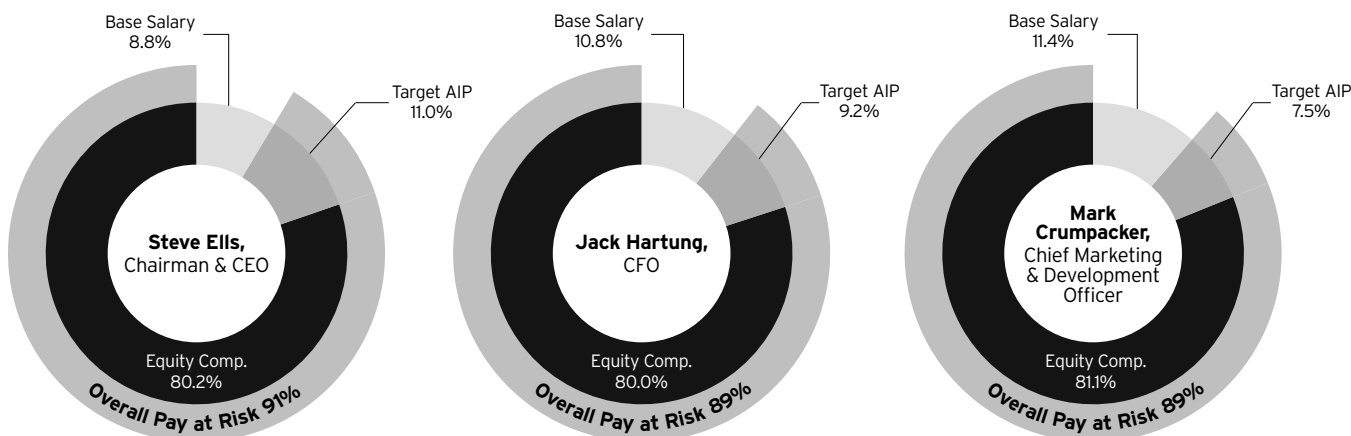 Base Salary
8.8%
Target AIP
11.0%
Steve Ells,
Chairman & CEO
Equity Comp.
80.2%
Overall Pay at Risk 91%
Base Salary
10.8%
Target AIP
9.2%
Jack Hartung,
CFO
Equity Comp.
80.0%
Overall Pay at Risk 89%
Base Salary
11.4%
Target AIP
7.5%
Mark
Crumpacker,
Chief Marketing
& Development
Officer
Equity Comp.
81.1%
Overall Pay at Risk 89%